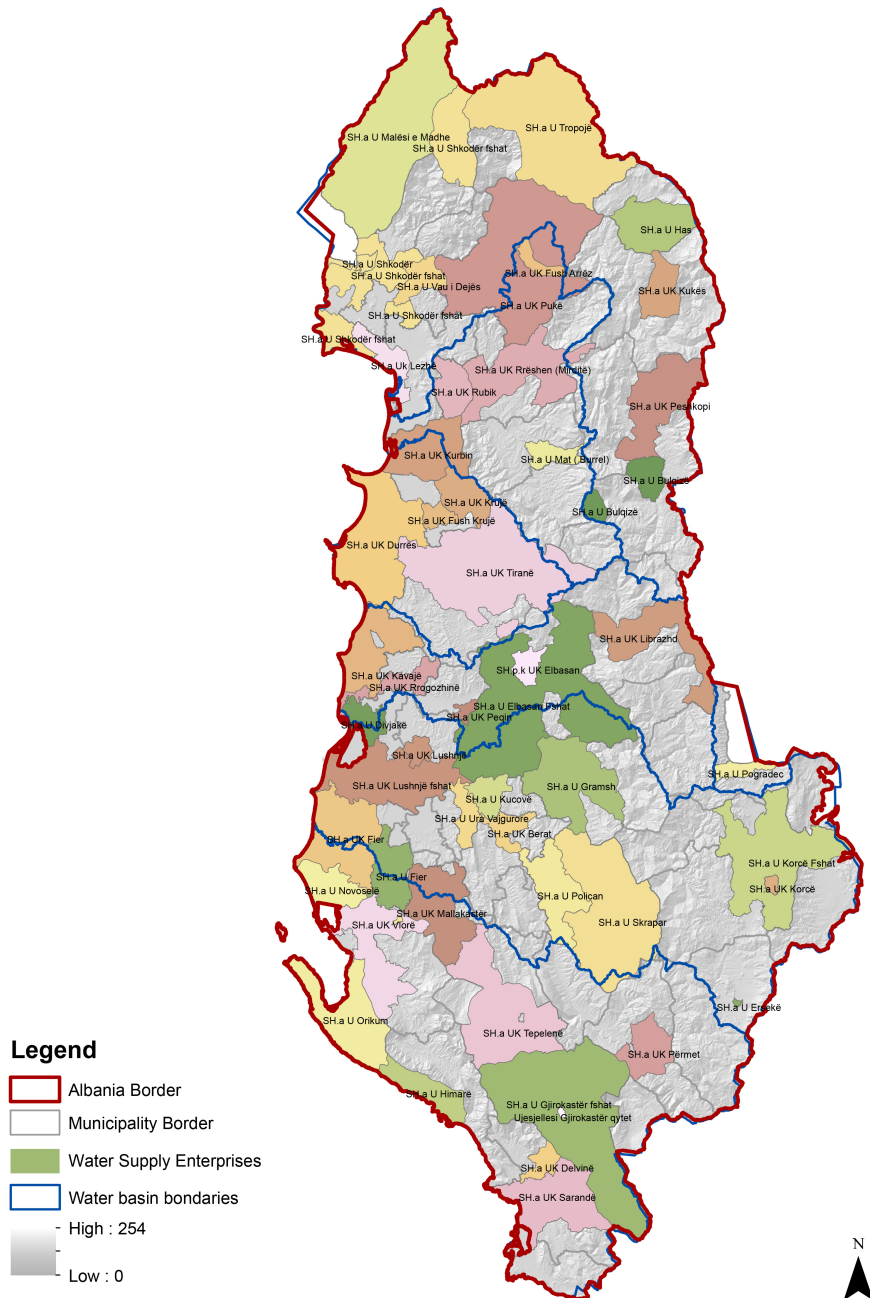 SH.a U Tropojë
SH.a U Malësi e Madhe
SH.a U Shkodër fshat
SH.a U Has
SH.a U Shkodër
SH.a U Shkodër fshat
SH.a UK Fush Arrëz
SH.a U Vau i Dejës
SH.a UK Kukës
SH.a UK Pukë
SH.a U Shkodër fshat
SH.a U Shkodër fshat
SH.a Uk Lezhë
SH.a UK Rrëshen (Mirditë)
SH.a UK Rubik
SH.a UK Peshkopi
SH.a UK Kurbin
SH.a U Mat ( Burrel)
SH.a U Bulqizë
SH.a UK Krujë
SH.a U Bulqizë
SH.a UK Fush Krujë
SH.a UK Durrës
SH.a UK Tiranë
SH.a UK Librazhd
SH.p.k UK Elbasan
SH.a UK Kavajë
SH.a UK Rrogozhinë
SH.a U Elbasan Fshat
SH.a UK Peqin
SH.a U Divjakë
SH.a UK Lushnje
SH.a U Pogradec
SH.a UK Lushnjë fshat
SH.a U Gramsh
SH.a U Kucovë
SH.a U Ura Vajgurore
SH.a UK Berat
SH.a UK Fier
SH.a U Korcë Fshat
SH.a U Fier
SH.a U Novoselë
SH.a UK Korcë
SH.a U Poliçan
SH.a UK Mallakastër
SH.a U Skrapar
SH.a UK Vlorë
SH.a U Ersekë
SH.a U Orikum
SH.a UK Tepelenë
SH.a UK Përmet
SH.a U Himarë
SH.a U Gjirokastër fshat
Ujesjellesi Gjirokastër qytet
SH.a UK Delvinë
SH.a UK Sarandë
Legend
Albania Border
Municipality Border
Water Supply Enterprises
Water basin bondaries
High : 254
Low : 0
N